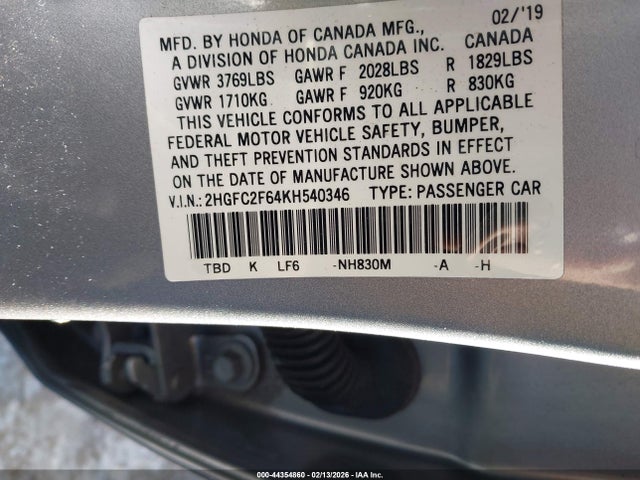 02/'19
MFD. BY HONDA OF CANADA MFG.,
A DIVISION OF HONDA CANADA INC. CANADA
GVWR 3769LBS GAWR F 2028LBS R 1829LBS
GVWR 1710KG GAWR F 920KG R 830KG
THIS VEHICLE CONFORMS TO ALL APPLICABLE
FEDERAL MOTOR VEHICLE SAFETY, BUMPER,
AND THEFT PREVENTION STANDARDS IN EFFECT
ON THE DATE OF MANUFACTURE SHOWN ABOVE.
V.I.N.: 2HGFC2F64KH540346 TYPE: PASSENGER CAR
TBD K LF6 -NH830M -A -H
000-44354860 - 02/13/2026 - IAA Inc.